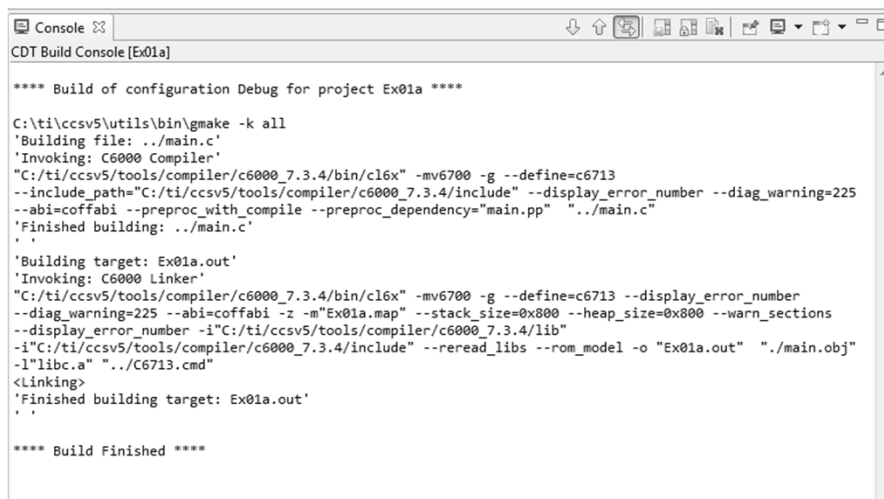 Console
CDT Build Console [Ex01a]
**** Build of configuration Debug for project Ex01a ****
C:\ti\ccsv5\utils\bin\gmake -k all
'Building file: ../main.c'
'Invoking: C6000 Compiler'
"C:/ti/ccsv5/tools/compiler/c6000_7.3.4/bin/cl6x" -mv6700 -g --define=c6713
--include_path="C:/ti/ccsv5/tools/compiler/c6000_7.3.4/include" --display_error_number --diag_warning=225
--abi=coffabi --preproc_with_compile --preproc_dependency="main.pp"  "../main.c"
'Finished building: ../main.c'
' '
'Building target: Ex01a.out'
'Invoking: C6000 Linker'
"C:/ti/ccsv5/tools/compiler/c6000_7.3.4/bin/cl6x" -mv6700 -g --define=c6713 --display_error_number
--diag_warning=225 --abi=coffabi -z -m"Ex01a.map" --stack_size=0x800 --heap_size=0x800 --warn_sections
--display_error_number -i"C:/ti/ccsv5/tools/compiler/c6000_7.3.4/lib"
-i"C:/ti/ccsv5/tools/compiler/c6000_7.3.4/include" --reread_libs --rom_model -o "Ex01a.out"  "./main.obj"
-l"libc.a" "../C6713.cmd"
<Linking>
'Finished building target: Ex01a.out'
' '
**** Build Finished ****